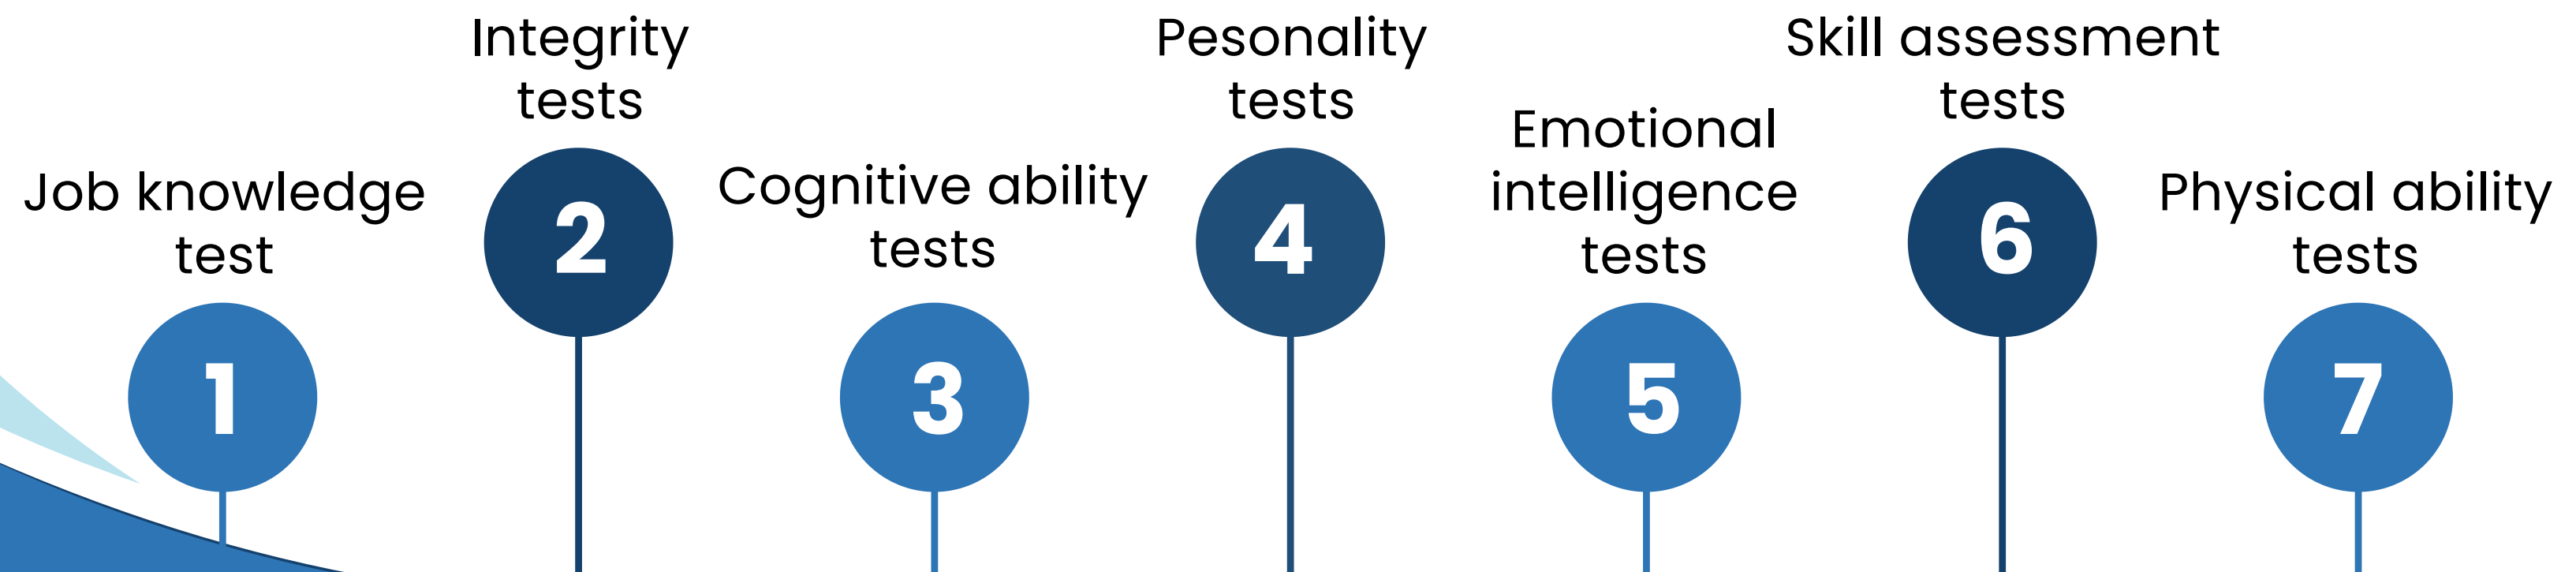 Job knowledge
test
1
Integrity
tests
2
Cognitive ability
tests
3
Pesonality
tests
4
Emotional
intelligence
tests
5
Skill assessment
tests
6
Physical ability
tests
7